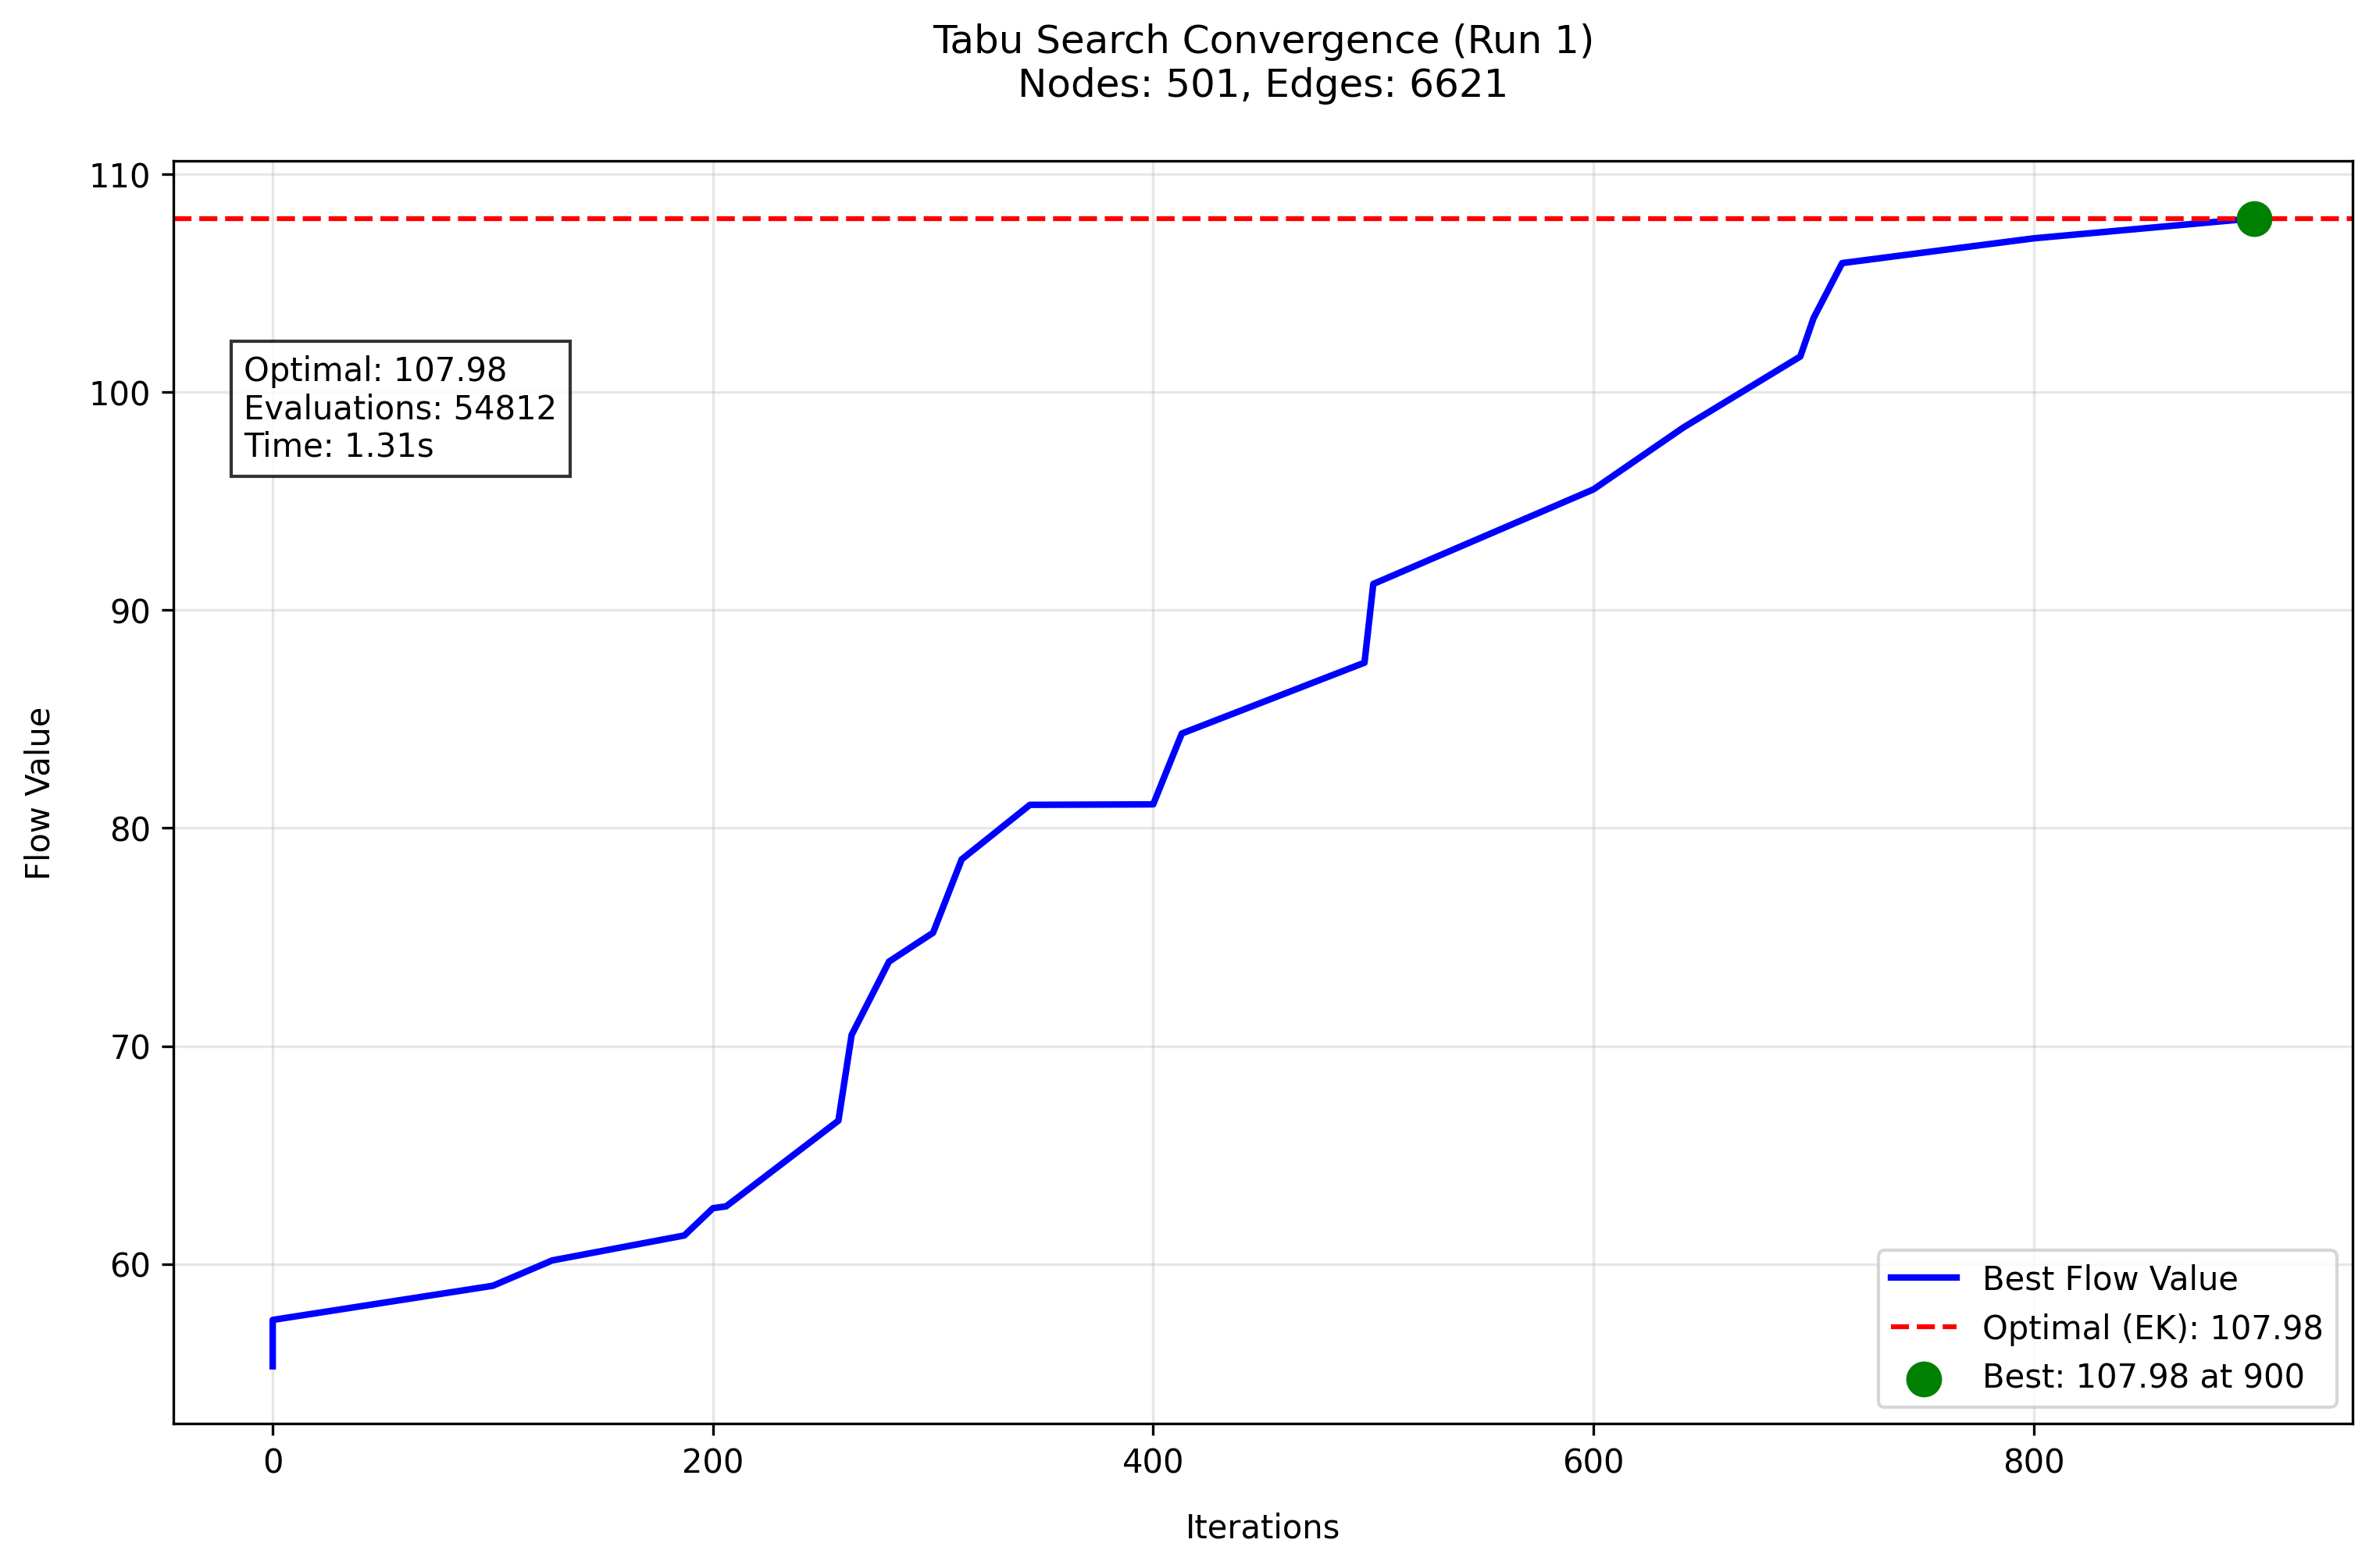 Tabu Search Convergence (Run 1)
Nodes: 501, Edges: 6621
110
100
90
80
70
60
Flow Value
Optimal: 107.98
Evaluations: 54812
Time: 1.31s
Best Flow Value
Optimal (EK): 107.98
Best: 107.98 at 900
0
200
400
600
800
Iterations